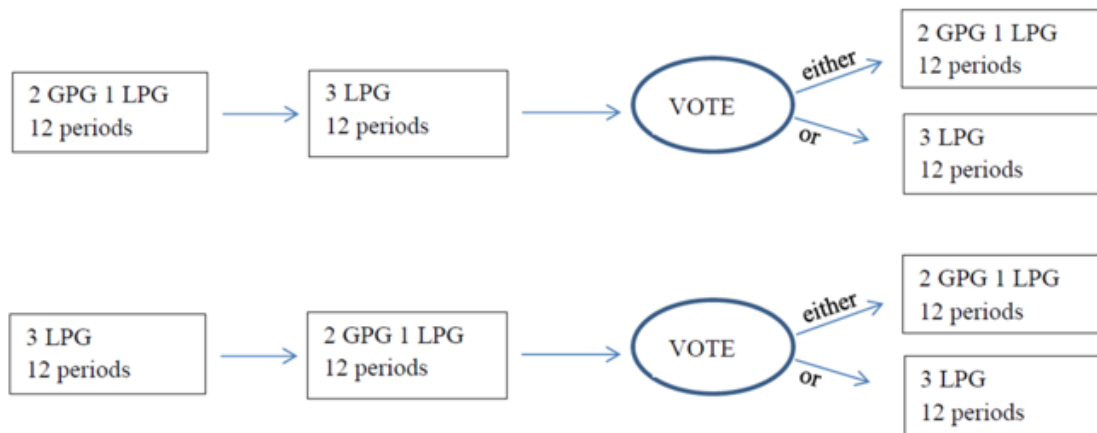 2 GPG 1 LPG
12 periods
3 LPG
12 periods
VOTE
either
or
2 GPG 1 LPG
12 periods
3 LPG
12 periods
3 LPG
12 periods
2 GPG 1 LPG
12 periods
VOTE
either
or
2 GPG 1 LPG
12 periods
3 LPG
12 periods